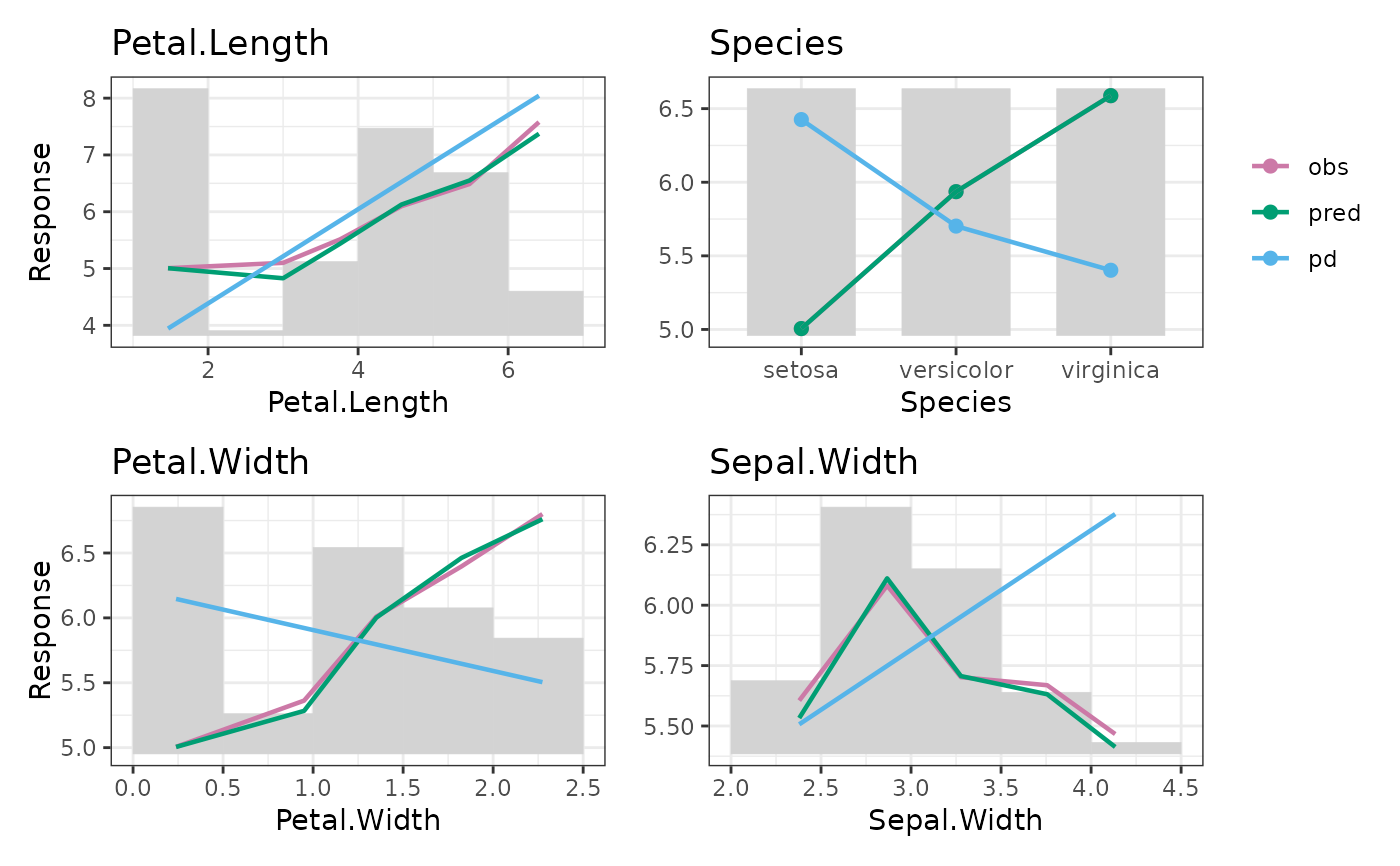 Petal.Length
Response
8
7
6
5
4
2 4 6
Petal.Length
Species
6.5
6.0
5.5
5.0
setosa versicolor virginica
Species
obs
pred
pd
Petal.Width
Response
6.5
6.0
5.5
5.0
0.0 0.5 1.0 1.5 2.0 2.5
Petal.Width
Sepal.Width
6.25
6.00
5.75
5.50
2.0 2.5 3.0 3.5 4.0 4.5
Sepal.Width